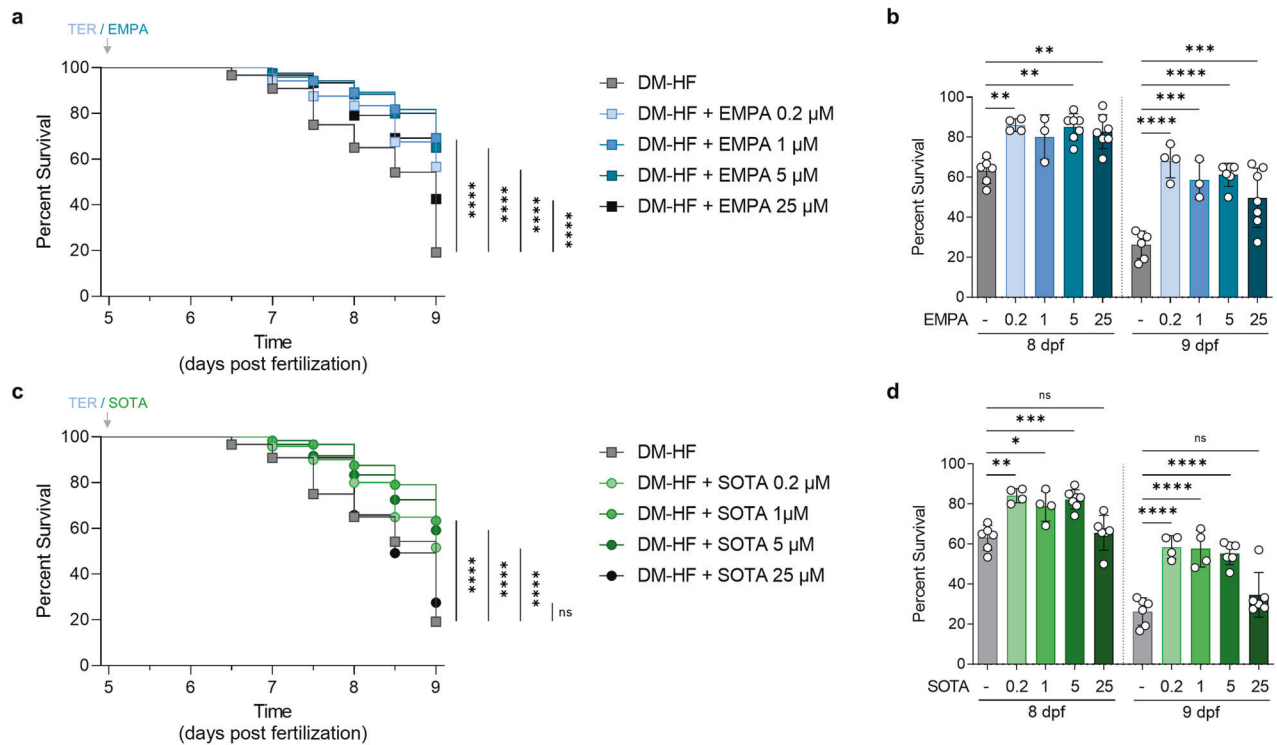 a
TER / EMPA
100
80
60
40
20
0
Percent Survival
5
6
7
8
9
Time
(days post fertilization)
****
****
****
****
DM-HF
DM-HF + EMPA 0.2 µM
DM-HF + EMPA 1 µM
DM-HF + EMPA 5 µM
DM-HF + EMPA 25 µM
b
**
***
**
****
**
***
****
100
80
60
40
20
0
Percent Survival
EMPA - 0.2 1 5 25 - 0.2 1 5 25
8 dpf 9 dpf
c
TER / SOTA
100
80
60
40
20
0
Percent Survival
5
6
7
8
9
Time
(days post fertilization)
****
****
****
ns
DM-HF
DM-HF + SOTA 0.2 µM
DM-HF + SOTA 1µM
DM-HF + SOTA 5 µM
DM-HF + SOTA 25 µM
d
ns
***
ns
*
****
**
****
****
100
80
60
40
20
0
Percent Survival
SOTA - 0.2 1 5 25 - 0.2 1 5 25
8 dpf 9 dpf